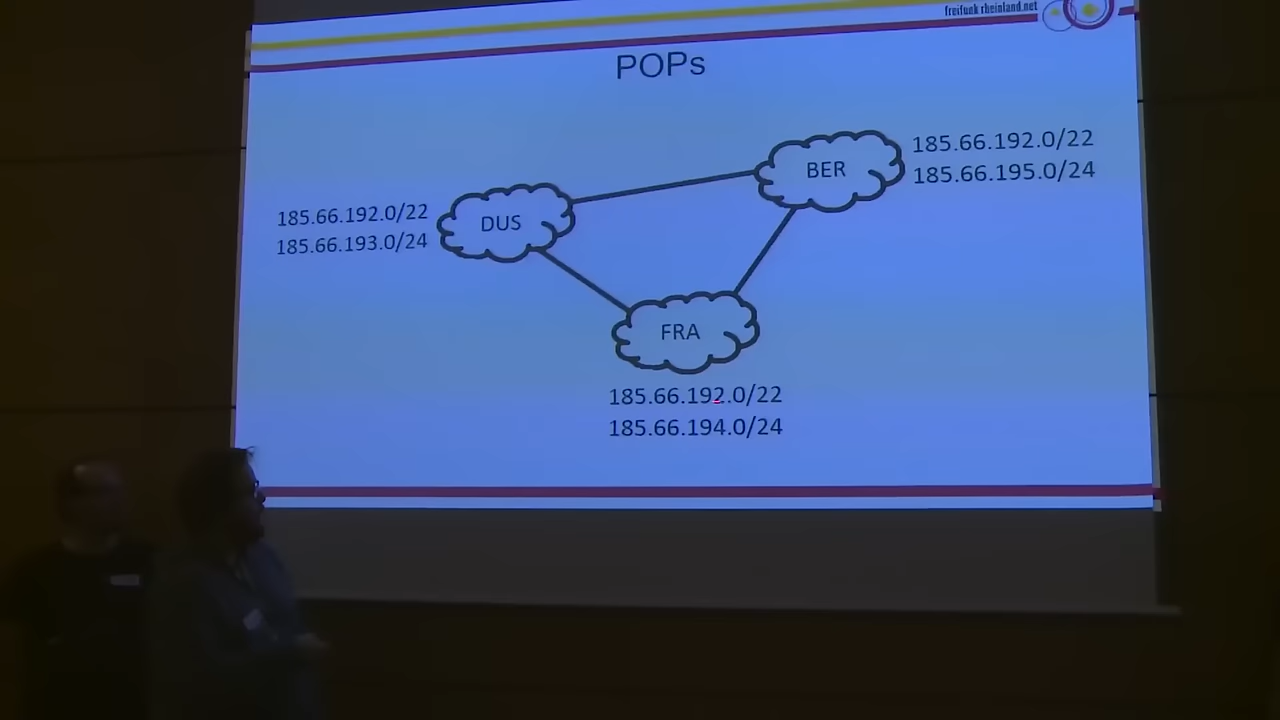 freifunk rheinland.net
POPs
BER
185.66.192.0/22
185.66.195.0/24
185.66.192.0/22
185.66.193.0/24
DUS
FRA
185.66.192.0/22
185.66.194.0/24